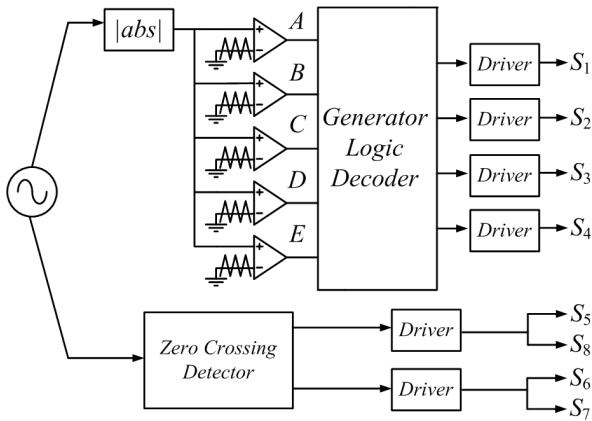 |abs|
A
B
C
D
E
+
-
+
-
+
-
+
-
+
-
Generator
Logic
Decoder
Driver
S1
Driver
S2
Driver
S3
Driver
S4
Zero Crossing
Detector
Driver
S5
S8
Driver
S6
S7